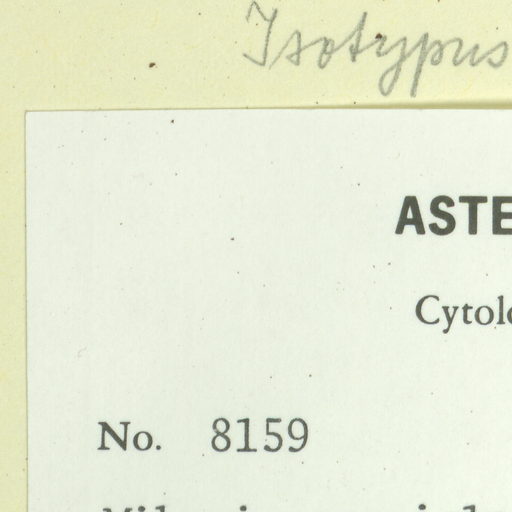 Isotypus
ASTE
Cytolo
No. 8159